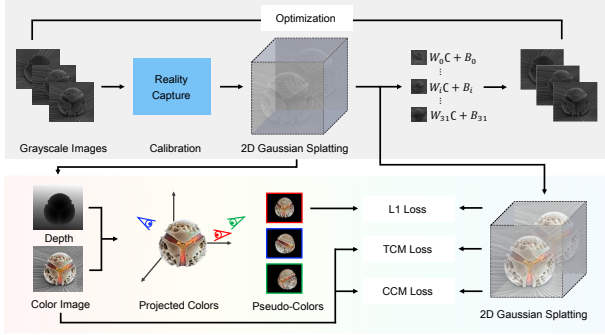 Optimization
Reality
Capture
W₀C + B₀
⋮
WᵢC + Bᵢ
⋮
W₃₁C + B₃₁
Grayscale Images
Calibration
2D Gaussian Splatting
Depth
Color Image
Projected Colors
Pseudo-Colors
L1 Loss
TCM Loss
CCM Loss
2D Gaussian Splatting